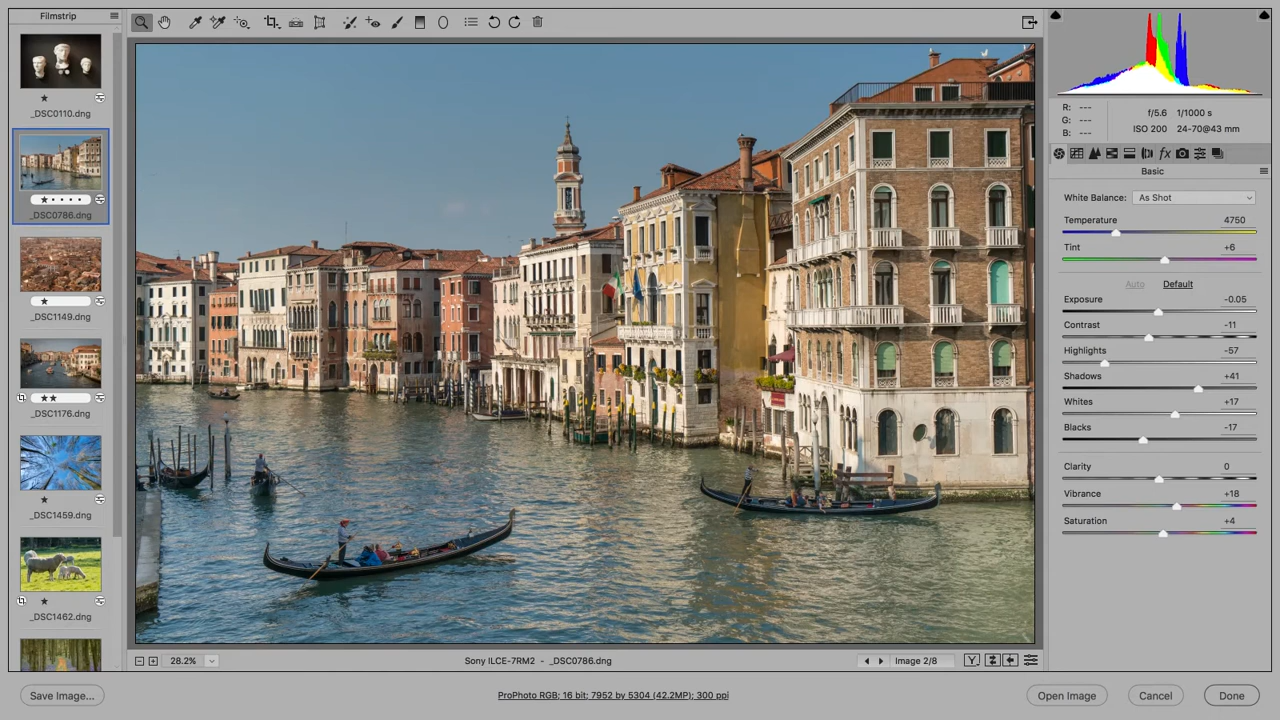 Filmstrip
_DSC0110.dng
_DSC0786.dng
_DSC1149.dng
_DSC1176.dng
_DSC1459.dng
_DSC1462.dng
28.2%
Sony ILCE-7RM2 - _DSC0786.dng
Image 2/8
Y
R: ---
G: ---
B: ---
f/5.6 1/1000 s
ISO 200 24-70@43 mm
fx
Basic
White Balance: As Shot
Temperature 4750
Tint +6
Auto Default
Exposure -0.05
Contrast -11
Highlights -57
Shadows +41
Whites +17
Blacks -17
Clarity 0
Vibrance +18
Saturation +4
Save Image...
ProPhoto RGB; 16 bit; 7952 by 5304 (42.2MP); 300 ppi
Open Image
Cancel
Done